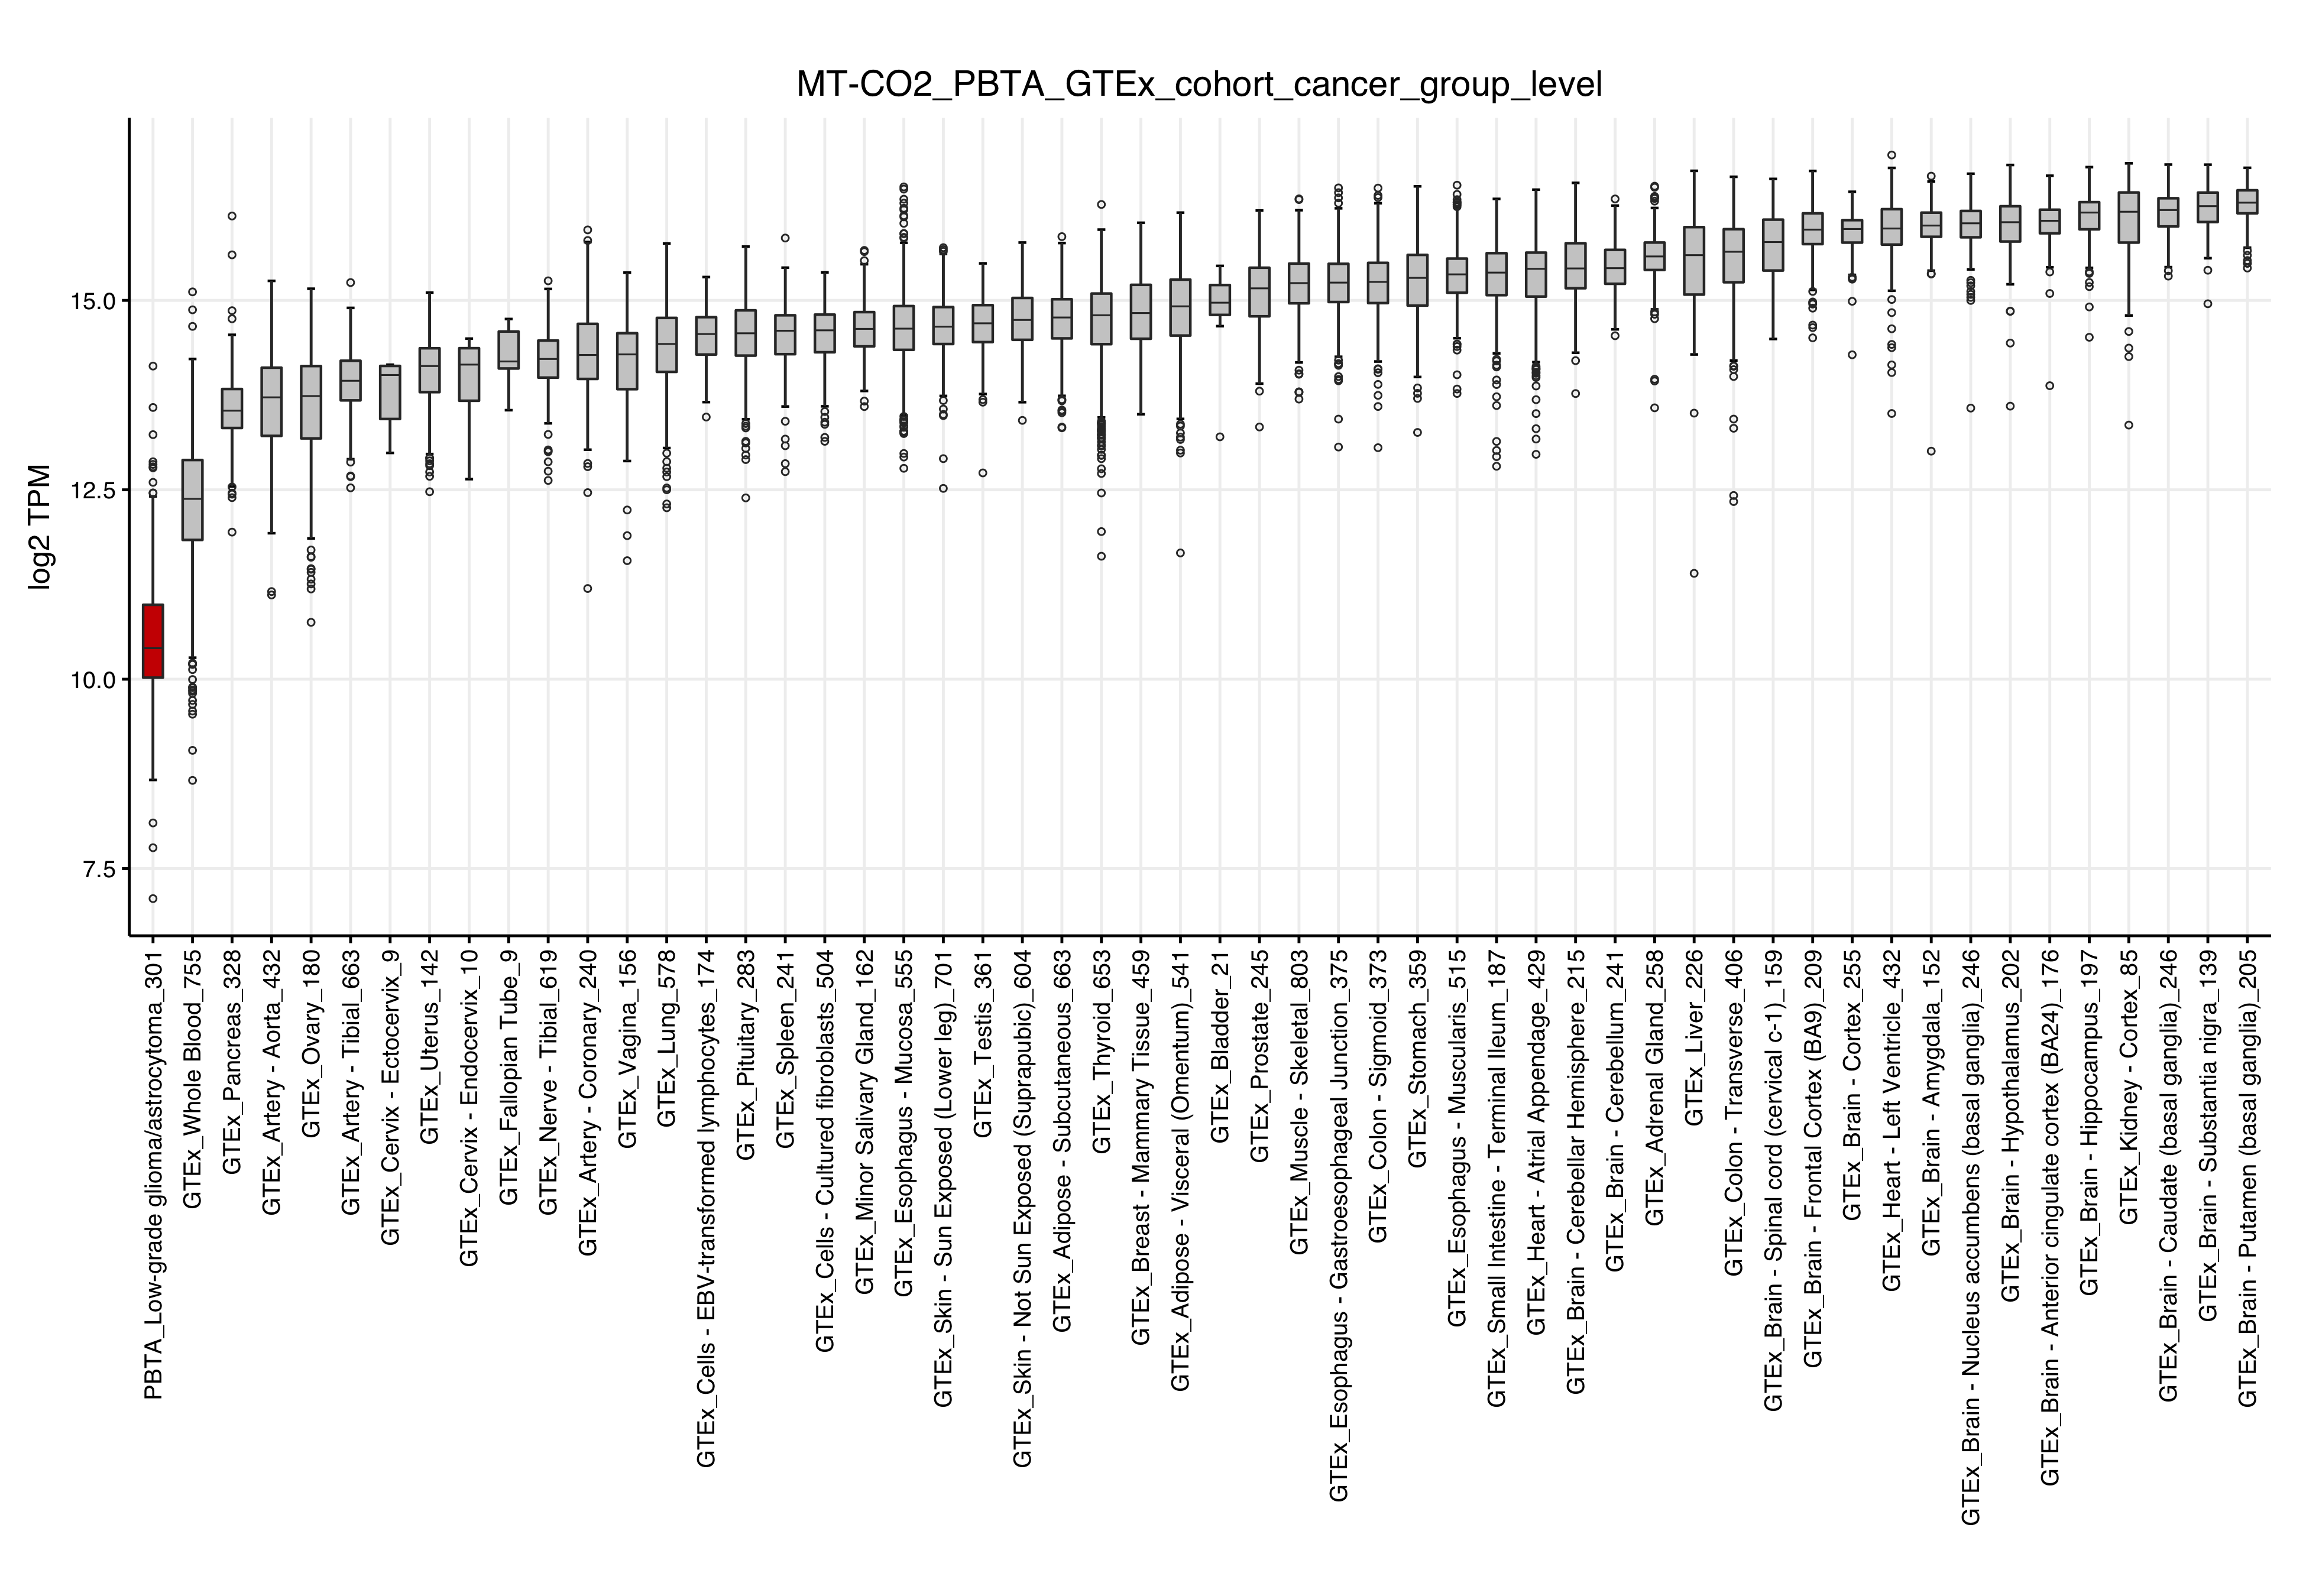 MT-CO2_PBTA_GTEx_cohort_cancer_group_level
log2 TPM
15.0
12.5
10.0
7.5
PBTA_Low-grade glioma/astrocytoma_301
GTEx_Whole Blood_755
GTEx_Pancreas_328
GTEx_Artery - Aorta_432
GTEx_Ovary_180
GTEx_Artery - Tibial_663
GTEx_Cervix - Ectocervix_9
GTEx_Uterus_142
GTEx_Cervix - Endocervix_10
GTEx_Fallopian Tube_9
GTEx_Nerve - Tibial_619
GTEx_Artery - Coronary_240
GTEx_Vagina_156
GTEx_Lung_578
GTEx_Cells - EBV-transformed lymphocytes_174
GTEx_Pituitary_283
GTEx_Spleen_241
GTEx_Cells - Cultured fibroblasts_504
GTEx_Minor Salivary Gland_162
GTEx_Esophagus - Mucosa_555
GTEx_Skin - Sun Exposed (Lower leg)_701
GTEx_Testis_361
GTEx_Skin - Not Sun Exposed (Suprapubic)_604
GTEx_Adipose - Subcutaneous_663
GTEx_Thyroid_653
GTEx_Breast - Mammary Tissue_459
GTEx_Adipose - Visceral (Omentum)_541
GTEx_Bladder_21
GTEx_Prostate_245
GTEx_Muscle - Skeletal_803
GTEx_Esophagus - Gastroesophageal Junction_375
GTEx_Colon - Sigmoid_373
GTEx_Stomach_359
GTEx_Esophagus - Muscularis_515
GTEx_Small Intestine - Terminal Ileum_187
GTEx_Heart - Atrial Appendage_429
GTEx_Brain - Cerebellar Hemisphere_215
GTEx_Brain - Cerebellum_241
GTEx_Adrenal Gland_258
GTEx_Liver_226
GTEx_Colon - Transverse_406
GTEx_Brain - Spinal cord (cervical c-1)_159
GTEx_Brain - Frontal Cortex (BA9)_209
GTEx_Brain - Cortex_255
GTEx_Heart - Left Ventricle_432
GTEx_Brain - Amygdala_152
GTEx_Brain - Nucleus accumbens (basal ganglia)_246
GTEx_Brain - Hypothalamus_202
GTEx_Brain - Anterior cingulate cortex (BA24)_176
GTEx_Brain - Hippocampus_197
GTEx_Kidney - Cortex_85
GTEx_Brain - Caudate (basal ganglia)_246
GTEx_Brain - Substantia nigra_139
GTEx_Brain - Putamen (basal ganglia)_205